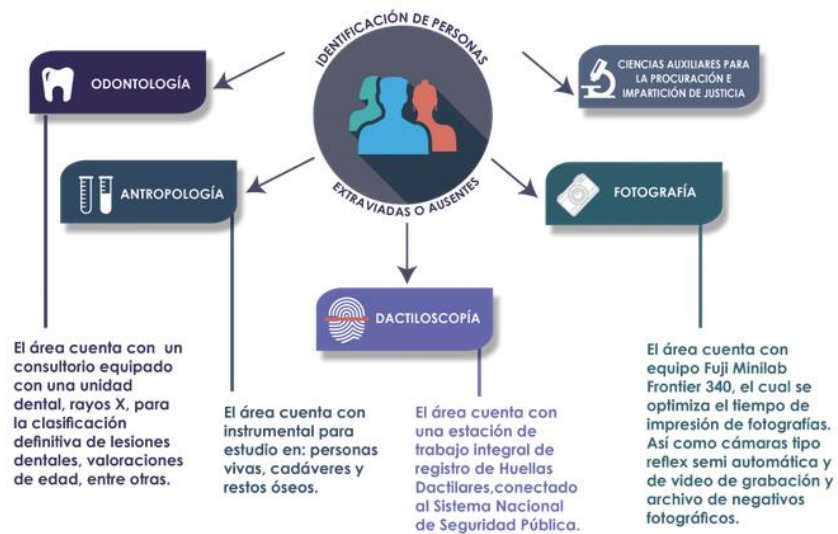 IDENTIFICACIÓN DE PERSONAS
EXTRAVIADAS O AUSENTES
ODONTOLOGÍA
CIENCIAS AUXILIARES PARA
LA PROCURACIÓN E
IMPARTICIÓN DE JUSTICIA
ANTROPOLOGÍA
FOTOGRAFÍA
DACTILOSCOPÍA
El área cuenta con un
consultorio equipado
con una unidad
dental, rayos X, para
la clasificación
definitiva de lesiones
dentales, valoraciones
de edad, entre otras.
El área cuenta con
instrumental para
estudio en: personas
vivas, cadáveres y
restos óseos.
El área cuenta con
una estación de
trabajo integral de
registro de Huellas
Dactilares,conectado
al Sistema Nacional
de Seguridad Pública.
El área cuenta con
equipo Fuji Minilab
Frontier 340, el cual se
optimiza el tiempo de
impresión de fotografías.
Así como cámaras tipo
reflex semi automática y
de video de grabación y
archivo de negativos
fotográficos.